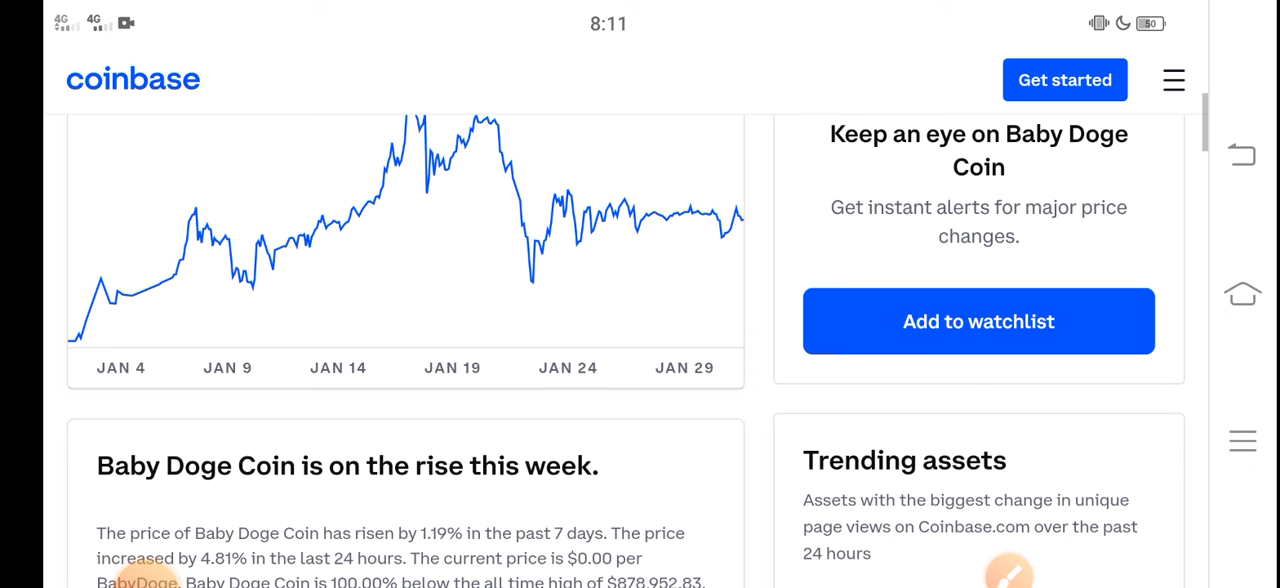 4G 4G 8:11 50
coinbase
Get started
JAN 4 JAN 9 JAN 14 JAN 19 JAN 24 JAN 29
Baby Doge Coin is on the rise this week.
The price of Baby Doge Coin has risen by 1.19% in the past 7 days. The price
increased by 4.81% in the last 24 hours. The current price is $0.00 per
BabyDoge. Baby Doge Coin is 100.00% below the all time high of $878,952.83.
Keep an eye on Baby Doge
Coin
Get instant alerts for major price
changes.
Add to watchlist
Trending assets
Assets with the biggest change in unique
page views on Coinbase.com over the past
24 hours